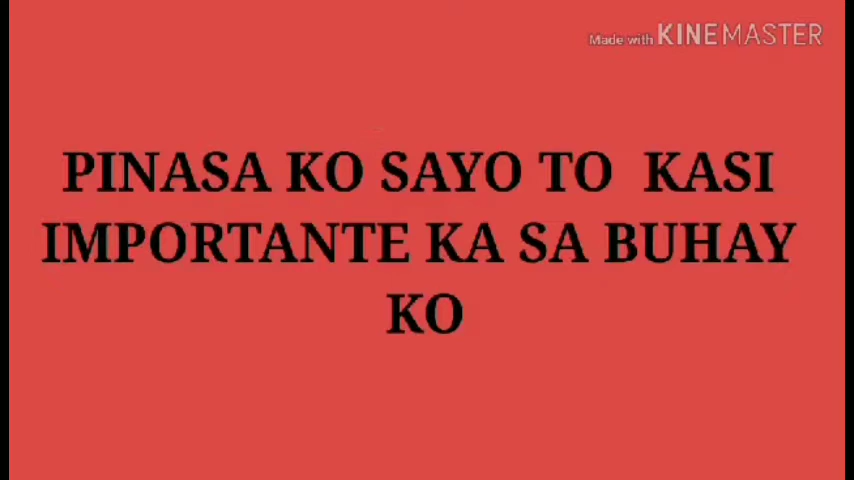 Made with KINEMASTER
PINASA KO SAYO TO KASI
IMPORTANTE KA SA BUHAY
KO